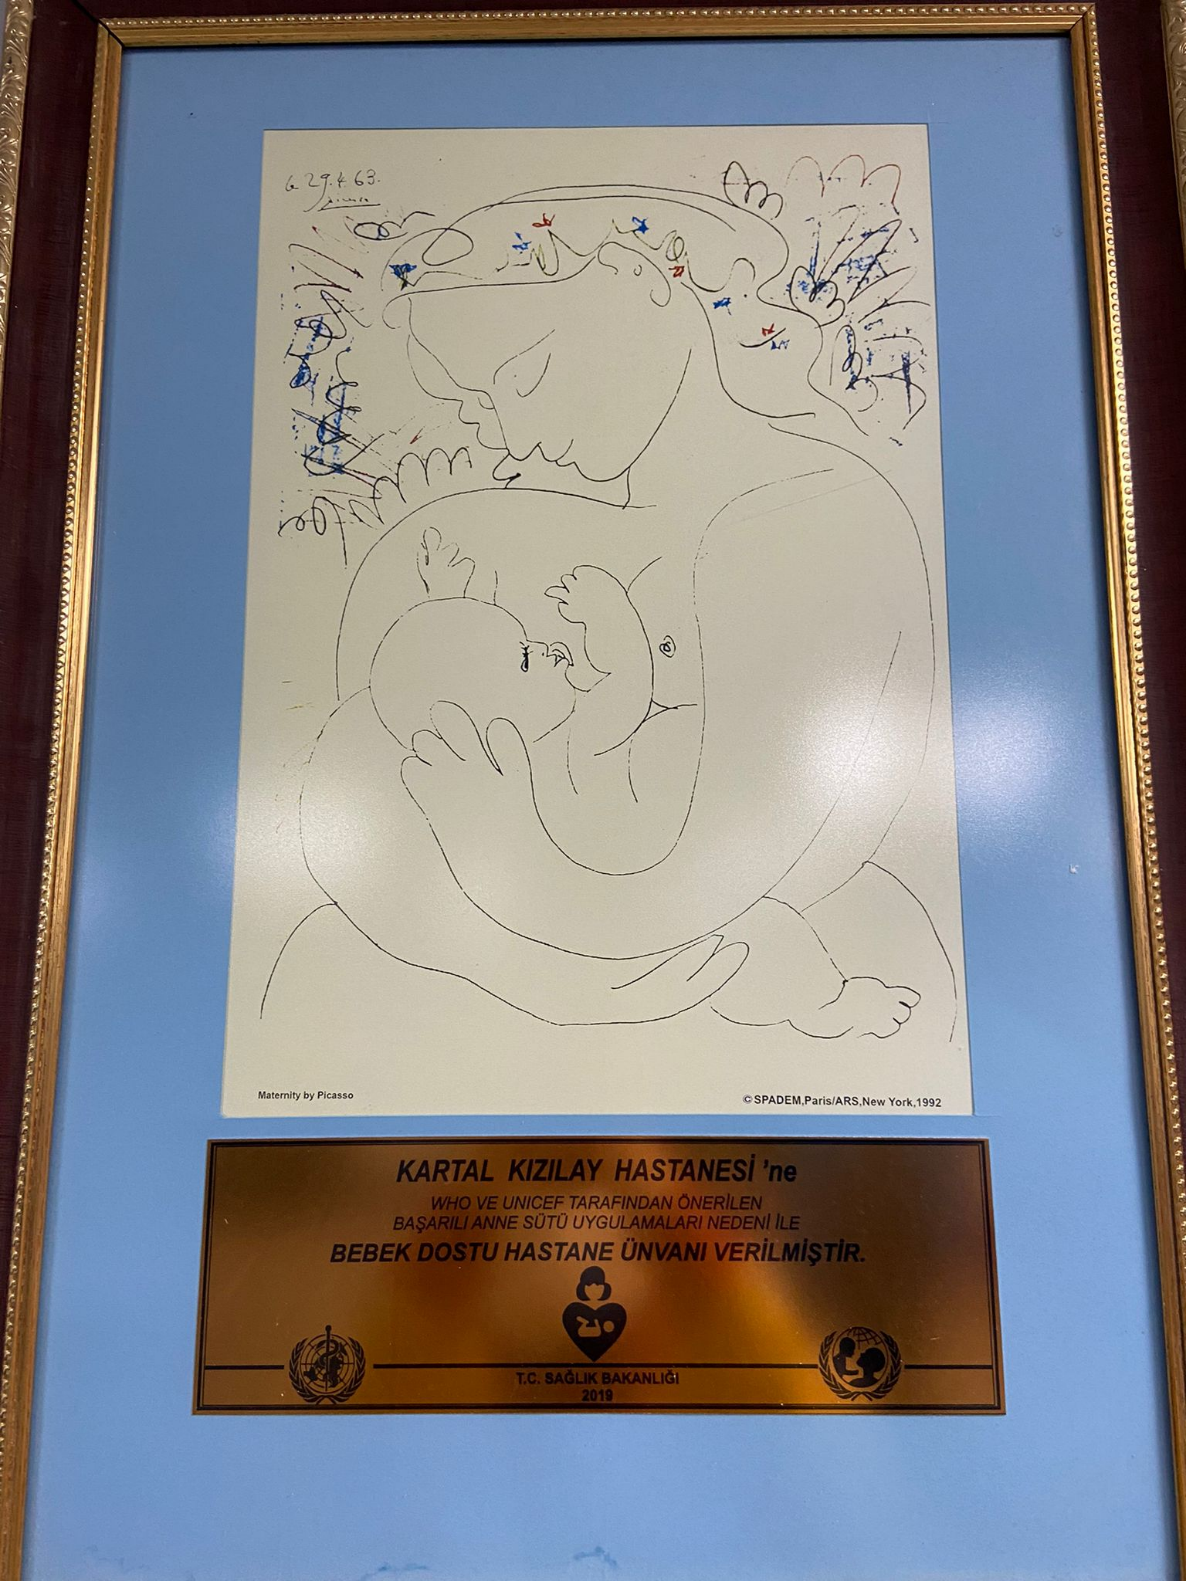 29.4.63.
Picasso
Maternity by Picasso
© SPADEM,Paris/ARS,New York,1992
KARTAL KIZILAY HASTANESİ 'ne
WHO VE UNICEF TARAFINDAN ÖNERİLEN
BAŞARILI ANNE SÜTÜ UYGULAMALARI NEDENİ İLE
BEBEK DOSTU HASTANE ÜNVANI VERİLMİŞTİR.
T.C. SAĞLIK BAKANLIĞI
2019